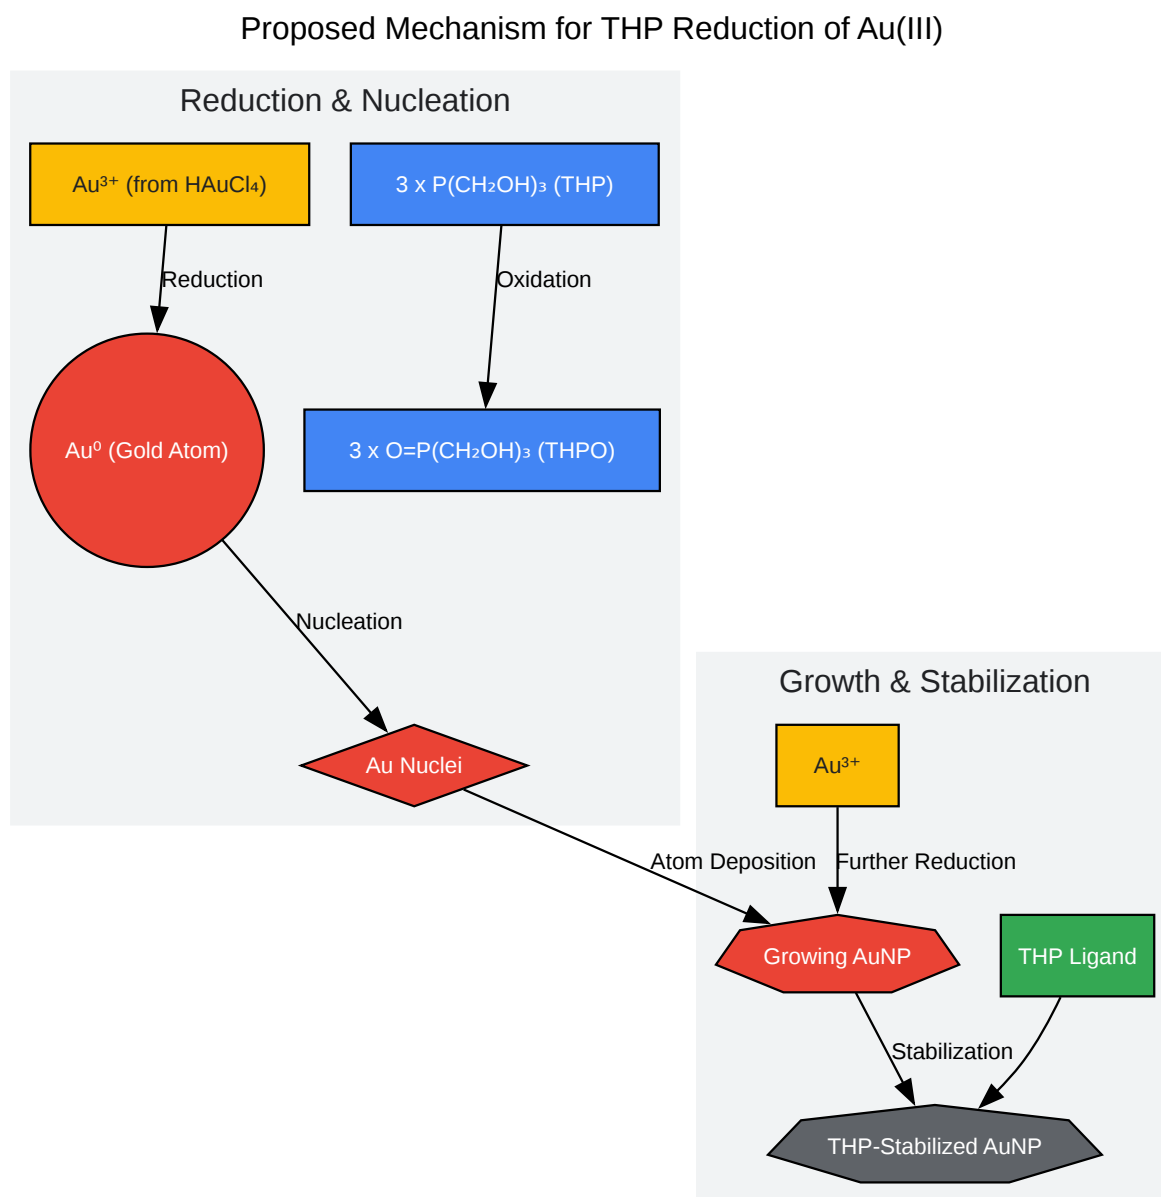 Proposed Mechanism for THP Reduction of Au(III)
Reduction & Nucleation
Au³⁺ (from HAuCl₄)
3 x P(CH₂OH)₃ (THP)
Reduction
Oxidation
Au⁰ (Gold Atom)
3 x O=P(CH₂OH)₃ (THPO)
Nucleation
Au Nuclei
Growth & Stabilization
Au³⁺
Atom Deposition
Further Reduction
Growing AuNP
THP Ligand
Stabilization
THP-Stabilized AuNP